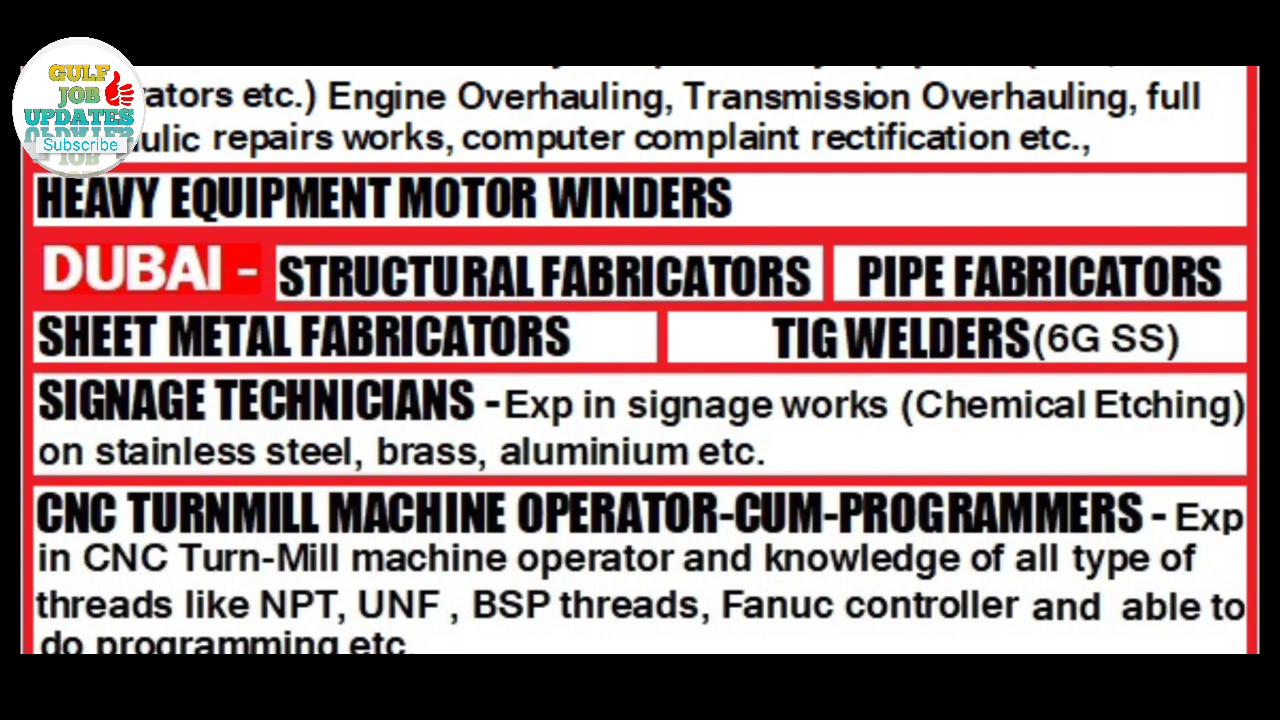 GULF
JOB
UPDATES
Subscribe
etc.) Engine Overhauling, Transmission Overhauling, full
repairs works, computer complaint rectification etc.,
HEAVY EQUIPMENT MOTOR WINDERS
DUBAI - STRUCTURAL FABRICATORS PIPE FABRICATORS
SHEET METAL FABRICATORS TIG WELDERS (6G SS)
SIGNAGE TECHNICIANS - Exp in signage works (Chemical Etching)
on stainless steel, brass, aluminium etc.
CNC TURNMILL MACHINE OPERATOR-CUM-PROGRAMMERS - Exp
in CNC Turn-Mill machine operator and knowledge of all type of
threads like NPT, UNF , BSP threads, Fanuc controller and able to
do programming etc